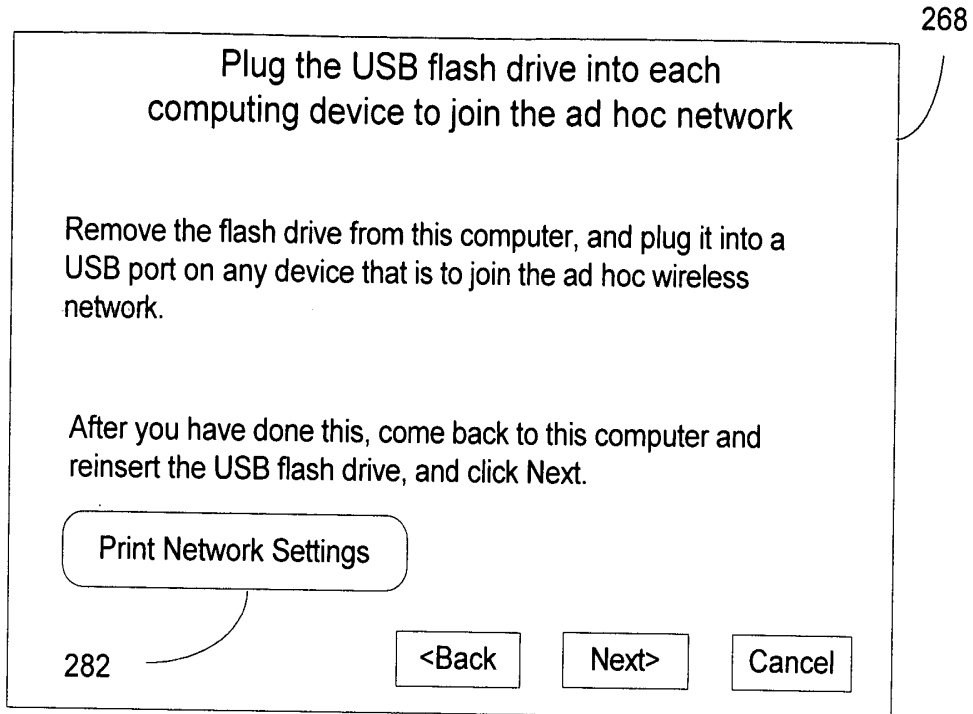 268
Plug the USB flash drive into each
computing device to join the ad hoc network
Remove the flash drive from this computer, and plug it into a
USB port on any device that is to join the ad hoc wireless
network.
After you have done this, come back to this computer and
reinsert the USB flash drive, and click Next.
Print Network Settings
282
<Back
Next>
Cancel